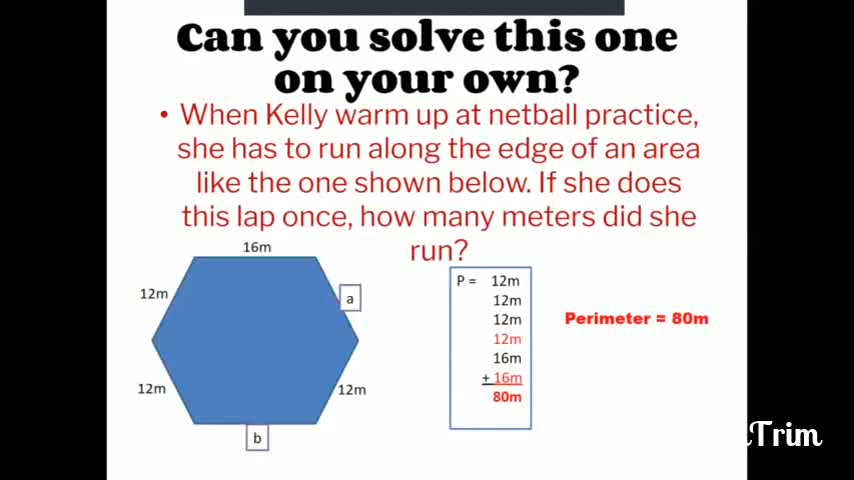 Can you solve this one
on your own?
• When Kelly warm up at netball practice,
she has to run along the edge of an area
like the one shown below. If she does
this lap once, how many meters did she
run?
16m
12m
a
12m
12m
b
P = 12m
12m
12m
12m
16m
+ 16m
80m
Perimeter = 80m
Trim